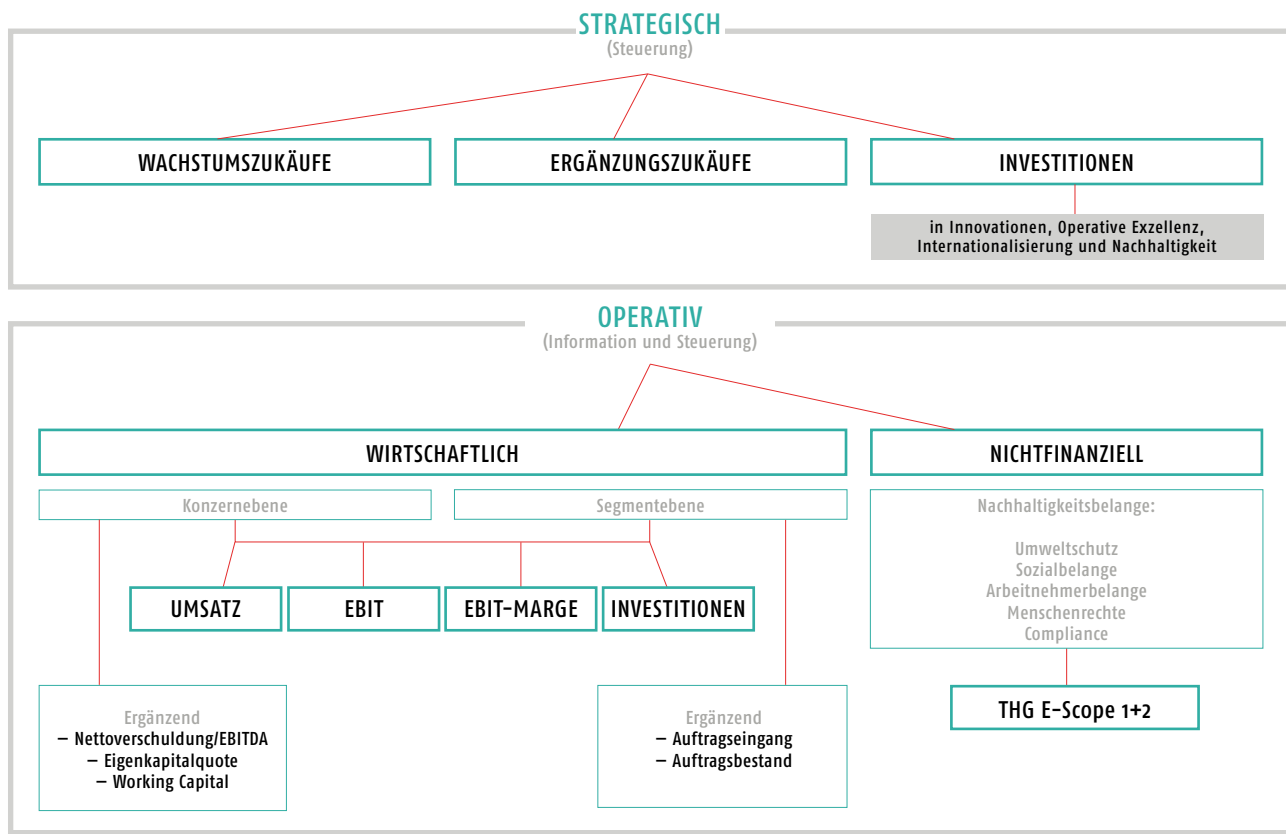 STRATEGISCH
(Steuerung)
WACHSTUMSZUKÄUFE
ERGÄNZUNGSZUKÄUFE
INVESTITIONEN
in Innovationen, Operative Exzellenz,
Internationalisierung und Nachhaltigkeit
OPERATIV
(Information und Steuerung)
WIRTSCHAFTLICH
NICHTFINANZIELL
Konzernebene
Segmentebene
Nachhaltigkeitsbelange:
Umweltschutz
Sozialbelange
Arbeitnehmerbelange
Menschenrechte
Compliance
UMSATZ
EBIT
EBIT-MARGE
INVESTITIONEN
THG E-Scope 1+2
Ergänzend
– Nettoverschuldung/EBITDA
– Eigenkapitalquote
– Working Capital
Ergänzend
– Auftragseingang
– Auftragsbestand